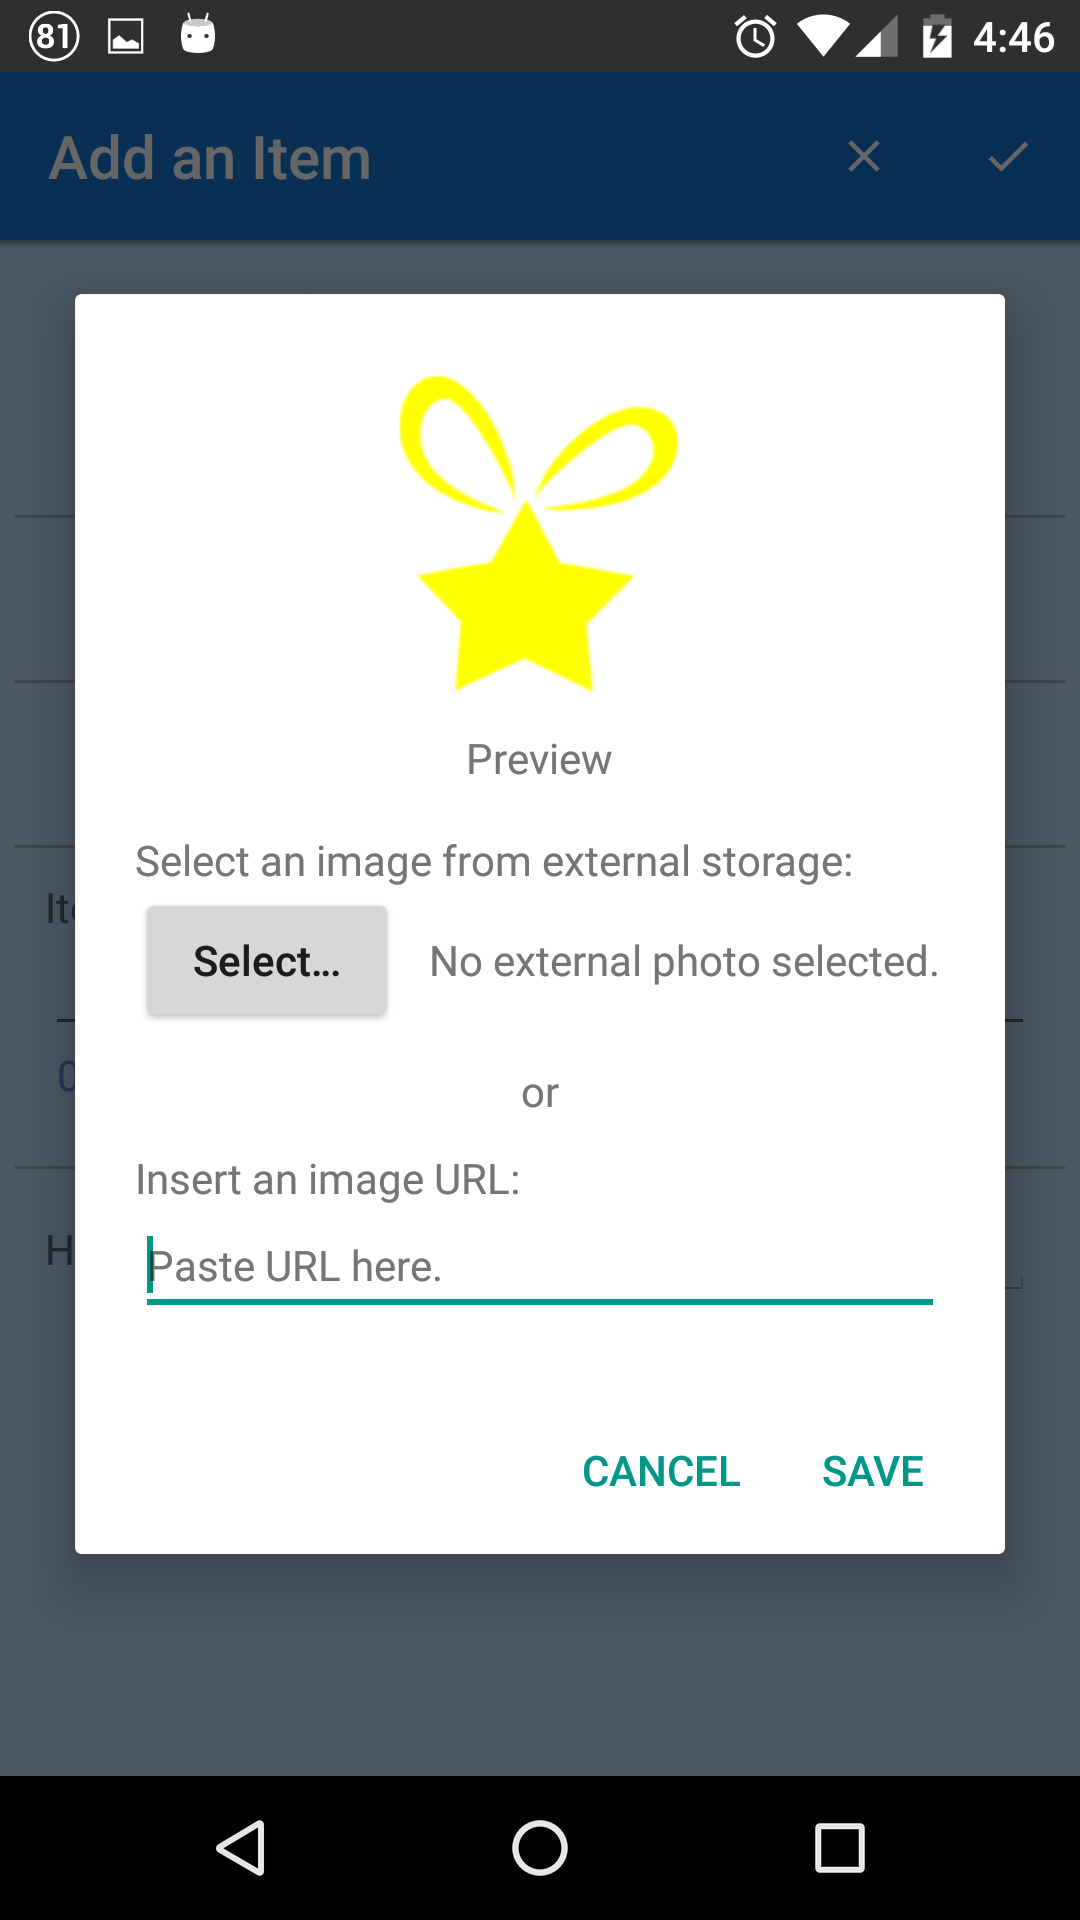 81
4:46
Add an Item
Preview
Select an image from external storage:
Select...
No external photo selected.
or
Insert an image URL:
Paste URL here.
CANCEL
SAVE